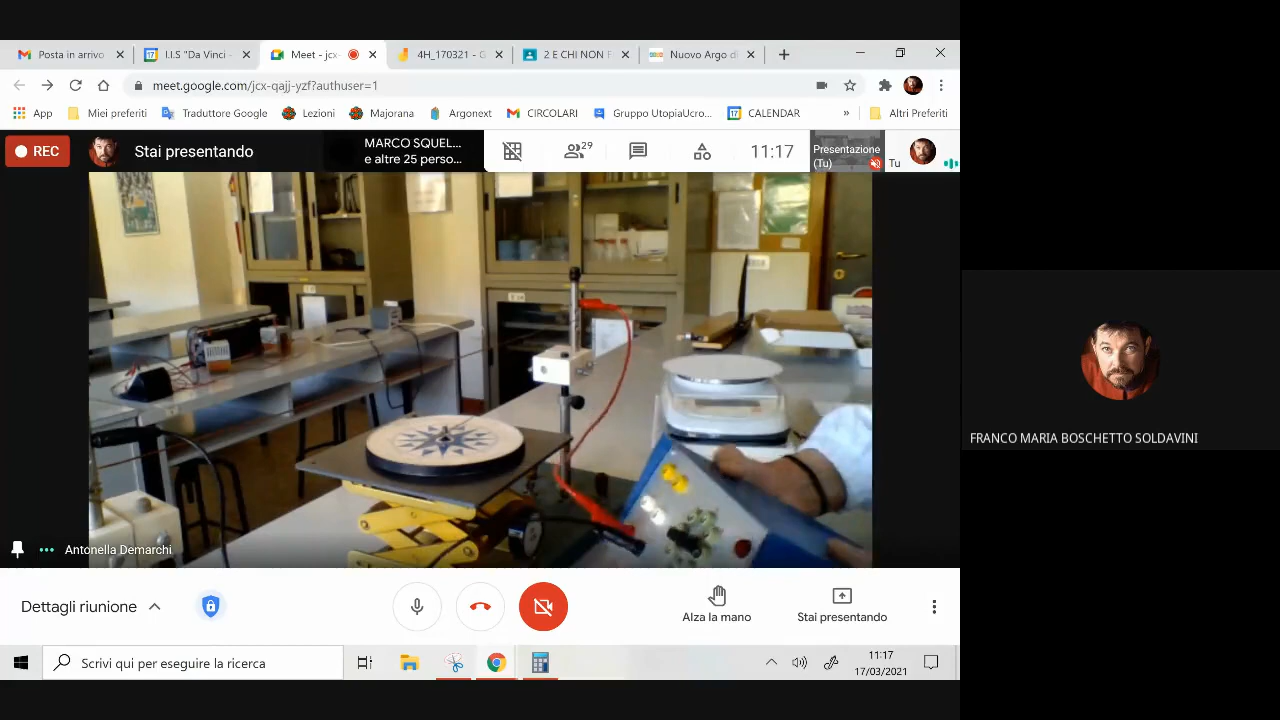 Posta in arrivo
I.I.S "Da Vinci -
Meet - jcx-
4H_170321 - G
2 E CHI NON F
Nuovo Argo di
meet.google.com/jcx-qajj-yzf?authuser=1
App
Miei preferiti
Traduttore Google
Lezioni
Majorana
Argonext
CIRCOLARI
Gruppo UtopiaUcro...
17 CALENDAR
»
Altri Preferiti
REC
Stai presentando
MARCO SQUEL...
e altre 25 perso...
29
11:17
Presentazione
(Tu)
Tu
Antonella Demarchi
FRANCO MARIA BOSCHETTO SOLDAVINI
Dettagli riunione
Alza la mano
Stai presentando
Scrivi qui per eseguire la ricerca
11:17
17/03/2021